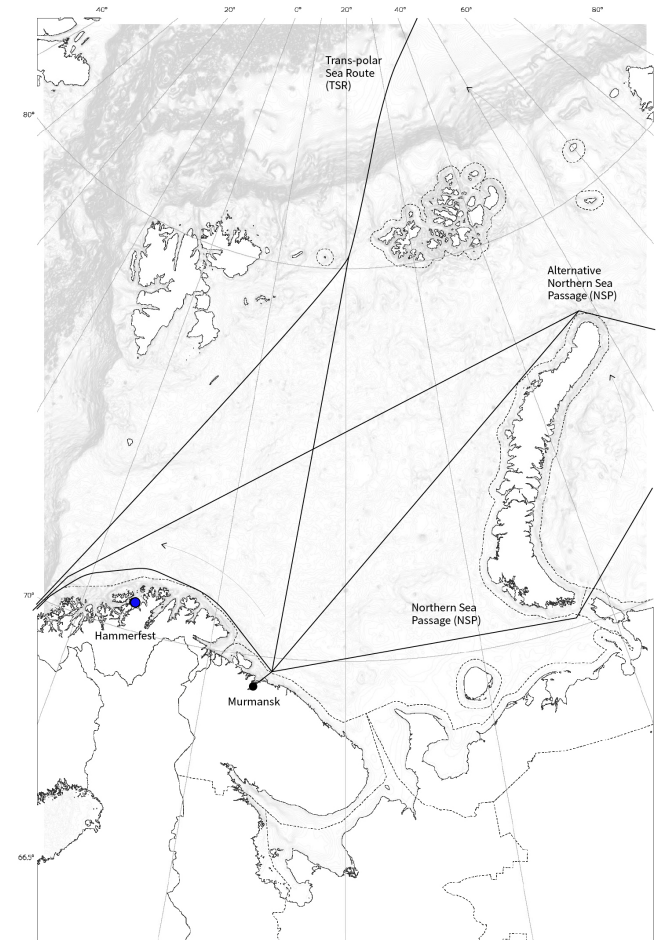 40° 20° 0° 20° 40° 60° 80°
Trans-polar
Sea Route
(TSR)
80°
Alternative
Northern Sea
Passage (NSP)
70°
Northern Sea
Passage (NSP)
Hammerfest
Murmansk
66.5°